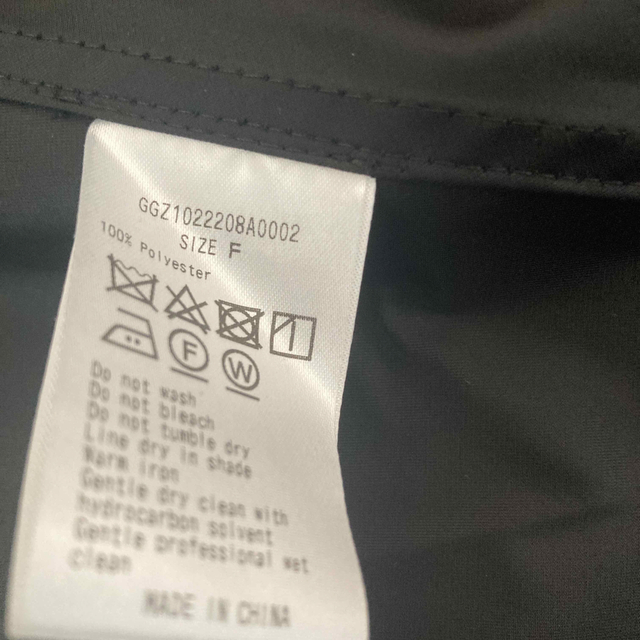 GGZ1022208A0002
SIZE F
100% Polyester
F
W
Do not wash
Do not bleach
Do not tumble dry
Line dry in shade
Warm iron
Gentle dry clean with
hydrocarbon solvent
Gentle professional wet
clean
MADE IN CHINA